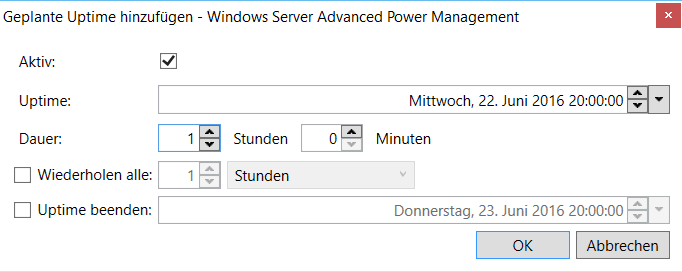 Geplante Uptime hinzufügen - Windows Server Advanced Power Management
Aktiv:
Uptime: Mittwoch, 22. Juni 2016 20:00:00
Dauer: 1 Stunden 0 Minuten
Wiederholen alle: 1 Stunden
Uptime beenden: Donnerstag, 23. Juni 2016 20:00:00
OK Abbrechen